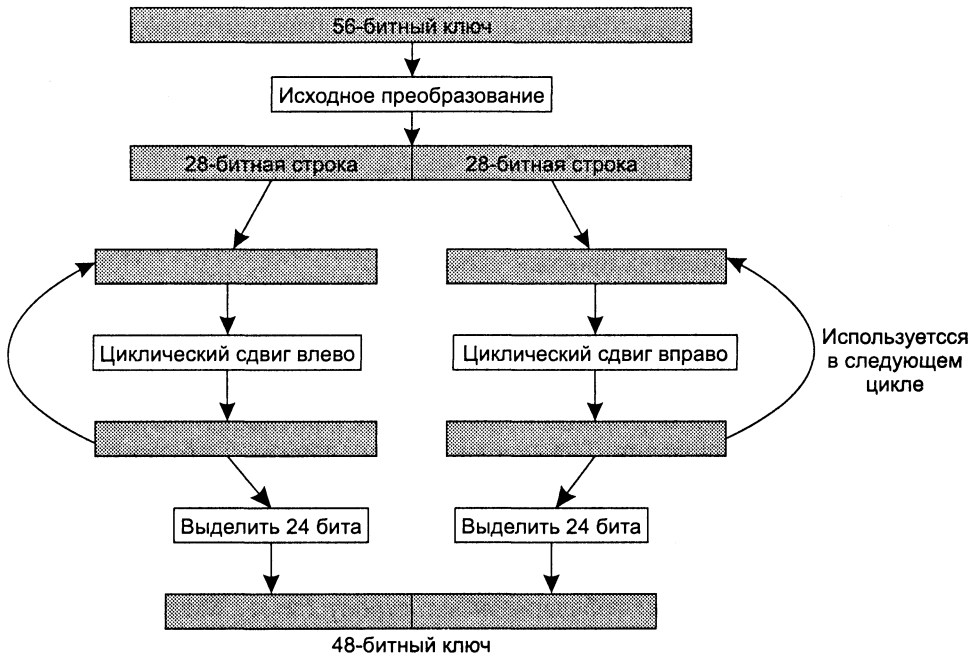 56-битный ключ
Исходное преобразование
28-битная строка
28-битная строка
Циклический сдвиг влево
Циклический сдвиг вправо
Используетсся
в следующем
цикле
Выделить 24 бита
Выделить 24 бита
48-битный ключ